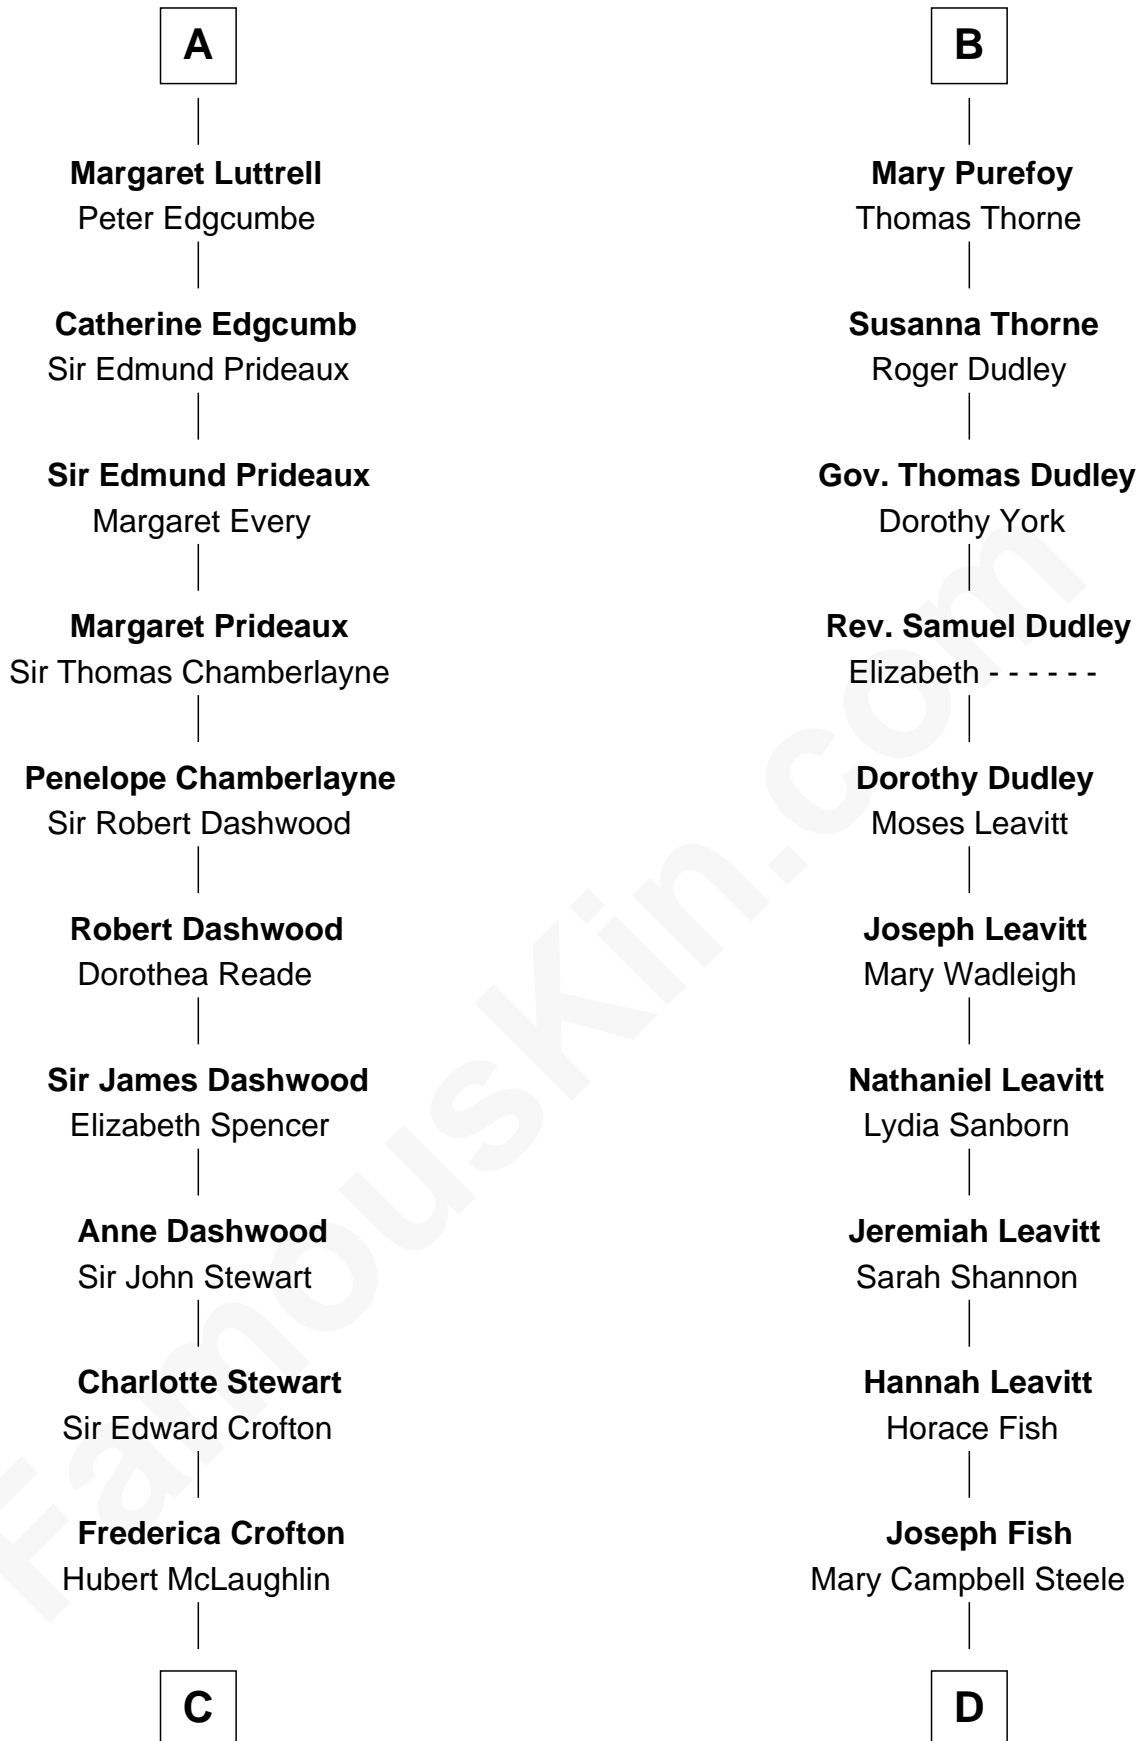 A
Margaret Luttrell
Peter Edgcumbe
Catherine Edgcumb
Sir Edmund Prideaux
Sir Edmund Prideaux
Margaret Every
Margaret Prideaux
Sir Thomas Chamberlayne
Penelope Chamberlayne
Sir Robert Dashwood
Robert Dashwood
Dorothea Reade
Sir James Dashwood
Elizabeth Spencer
Anne Dashwood
Sir John Stewart
Charlotte Stewart
Sir Edward Crofton
Frederica Crofton
Hubert McLaughlin
C
B
Mary Purefoy
Thomas Thorne
Susanna Thorne
Roger Dudley
Gov. Thomas Dudley
Dorothy York
Rev. Samuel Dudley
Elizabeth - - - - - -
Dorothy Dudley
Moses Leavitt
Joseph Leavitt
Mary Wadleigh
Nathaniel Leavitt
Lydia Sanborn
Jeremiah Leavitt
Sarah Shannon
Hannah Leavitt
Horace Fish
Joseph Fish
Mary Campbell Steele
D
FamousKin.com